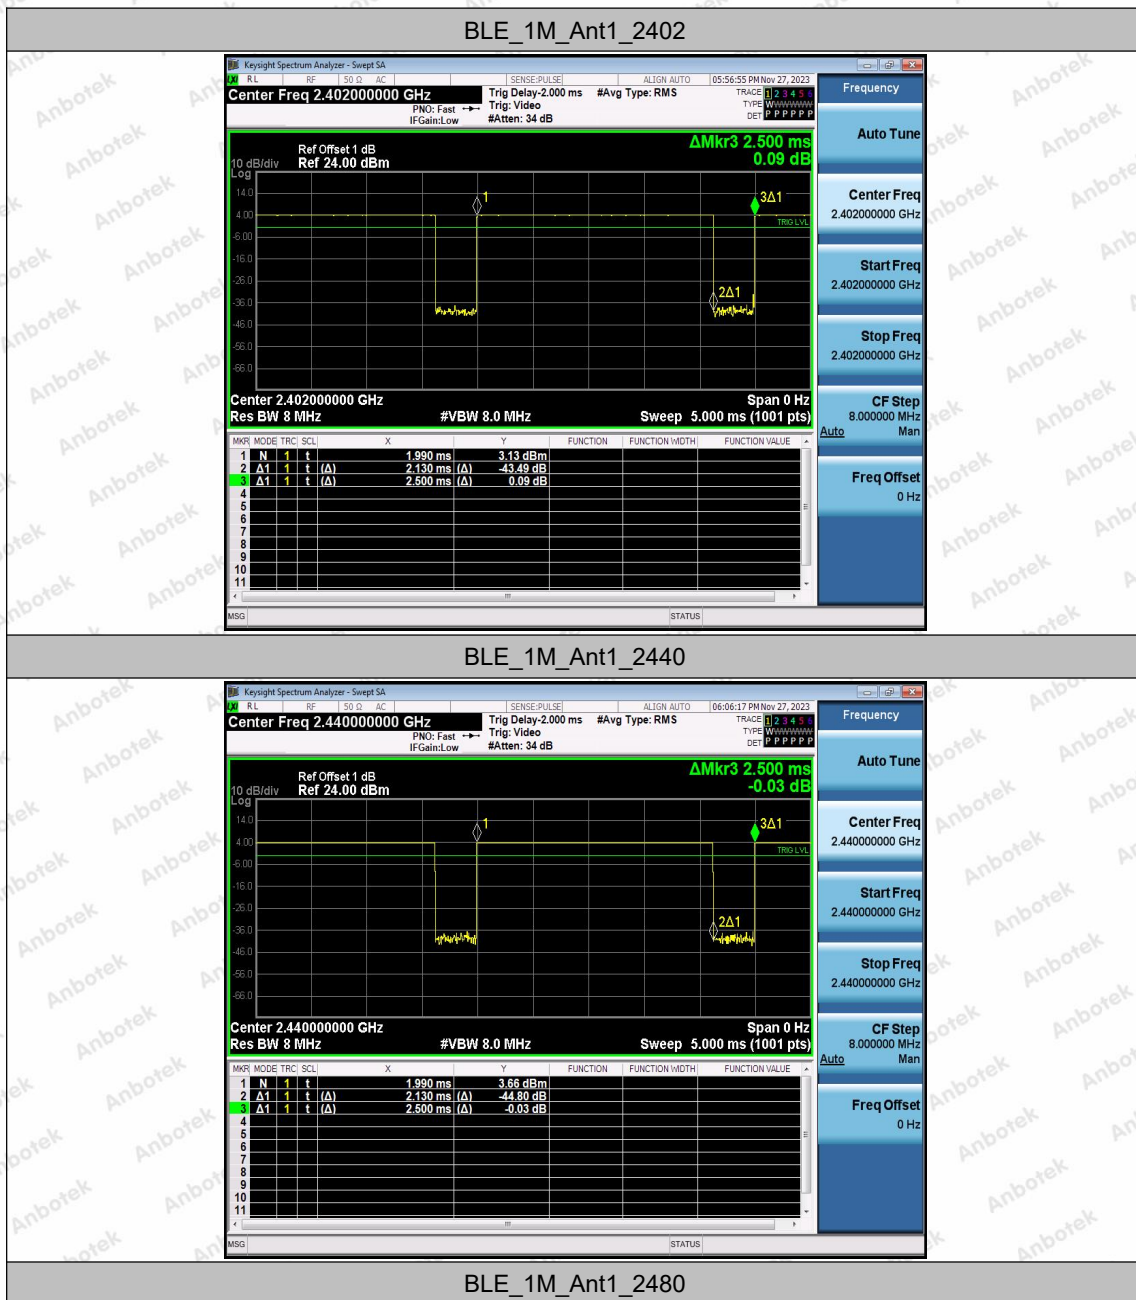 BLE_1M_Ant1_2402
Keysight Spectrum Analyzer - Swept SA
RL RF 50 Ω AC SENSE:PULSE ALIGN AUTO 05:56:55 PM Nov 27, 2023
Center Freq 2.402000000 GHz
PNO: Fast
IFGain:Low
Trig Delay-2.000 ms
Trig: Video
#Atten: 34 dB
#Avg Type: RMS
TRACE 1 2 3 4 5 6
TYPE WWWWWW
DET P P P P P P
Ref Offset 1 dB
Ref 24.00 dBm
10 dB/div
Log
ΔMkr3 2.500 ms
0.09 dB
14.0
4.00
-6.00
-16.0
-26.0
-36.0
-46.0
-56.0
-66.0
1
3Δ1
TRIG LVL
2Δ1
Center 2.402000000 GHz Span 0 Hz
Res BW 8 MHz #VBW 8.0 MHz Sweep 5.000 ms (1001 pts)
MKR MODE TRC SCL X Y FUNCTION FUNCTION WIDTH FUNCTION VALUE
1 N 1 t 1.990 ms 3.13 dBm
2 Δ1 1 t (Δ) 2.130 ms (Δ) -43.49 dB
3 Δ1 1 t (Δ) 2.500 ms (Δ) 0.09 dB
4
5
6
7
8
9
10
11
MSG STATUS
Frequency
Auto Tune
Center Freq
2.402000000 GHz
Start Freq
2.402000000 GHz
Stop Freq
2.402000000 GHz
CF Step
8.000000 MHz
Auto Man
Freq Offset
0 Hz
BLE_1M_Ant1_2440
Keysight Spectrum Analyzer - Swept SA
RL RF 50 Ω AC SENSE:PULSE ALIGN AUTO 06:06:17 PM Nov 27, 2023
Center Freq 2.440000000 GHz
PNO: Fast
IFGain:Low
Trig Delay-2.000 ms
Trig: Video
#Atten: 34 dB
#Avg Type: RMS
TRACE 1 2 3 4 5 6
TYPE WWWWWW
DET P P P P P P
Ref Offset 1 dB
Ref 24.00 dBm
10 dB/div
Log
ΔMkr3 2.500 ms
-0.03 dB
14.0
4.00
-6.00
-16.0
-26.0
-36.0
-46.0
-56.0
-66.0
1
3Δ1
TRIG LVL
2Δ1
Center 2.440000000 GHz Span 0 Hz
Res BW 8 MHz #VBW 8.0 MHz Sweep 5.000 ms (1001 pts)
MKR MODE TRC SCL X Y FUNCTION FUNCTION WIDTH FUNCTION VALUE
1 N 1 t 1.990 ms 3.66 dBm
2 Δ1 1 t (Δ) 2.130 ms (Δ) -44.80 dB
3 Δ1 1 t (Δ) 2.500 ms (Δ) -0.03 dB
4
5
6
7
8
9
10
11
MSG STATUS
Frequency
Auto Tune
Center Freq
2.440000000 GHz
Start Freq
2.440000000 GHz
Stop Freq
2.440000000 GHz
CF Step
8.000000 MHz
Auto Man
Freq Offset
0 Hz
BLE_1M_Ant1_2480
Anbotek